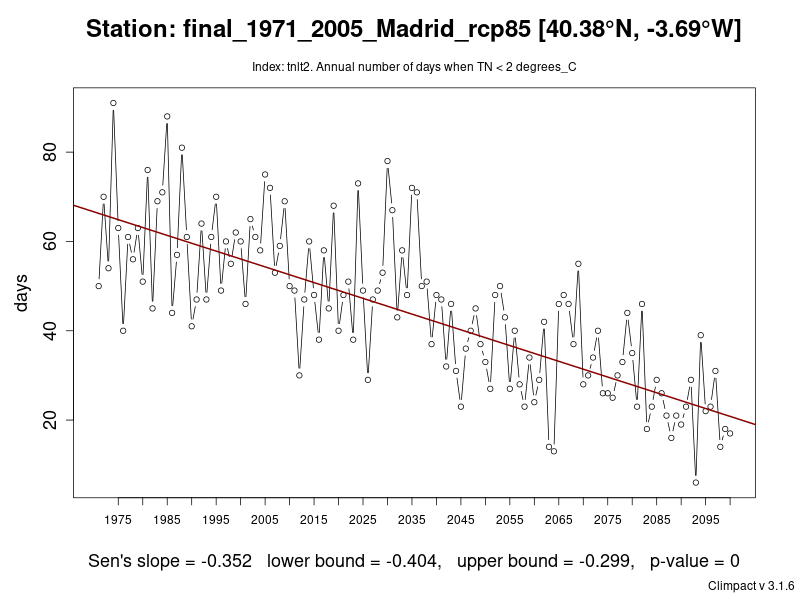 Station: final_1971_2005_Madrid_rcp85 [40.38°N, -3.69°W]
Index: tnlt2. Annual number of days when TN < 2 degrees_C
80
60
40
20
days
1975 1985 1995 2005 2015 2025 2035 2045 2055 2065 2075 2085 2095
Sen's slope = -0.352 lower bound = -0.404, upper bound = -0.299, p-value = 0
Climpact v 3.1.6